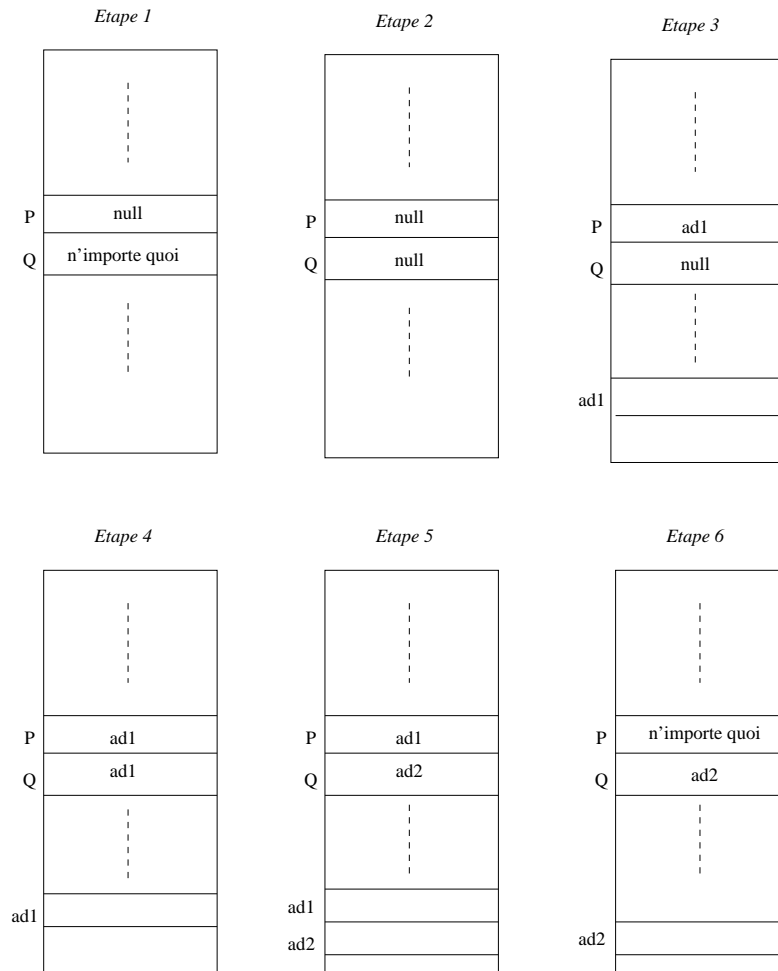 Etape 1
Etape 2
Etape 3
P null
Q n'importe quoi
P null
Q null
P ad1
Q null
ad1
Etape 4
Etape 5
Etape 6
P ad1
Q ad1
ad1
P ad1
Q ad2
ad1
ad2
P n'importe quoi
Q ad2
ad2